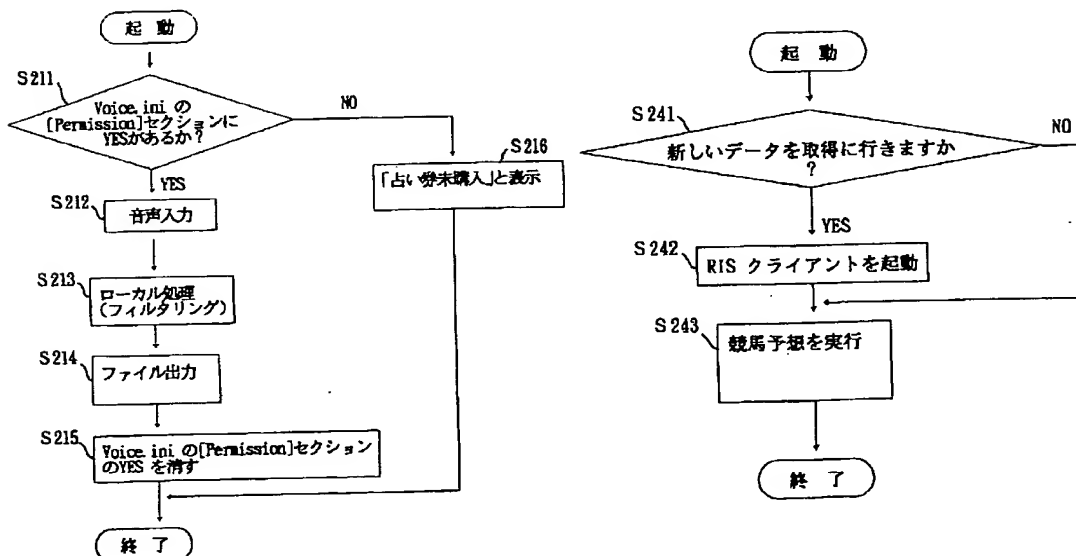 起 動
S211
Voice.ini の
[Permission]セクションに
YESがあるか?
NO
YES
S216
「占い券未購入」と表示
S212
音声入力
S213
ローカル処理
(フィルタリング)
S214
ファイル出力
S215
Voice.ini の[Permission]セクション
のYES を消す
終 了
起 動
S241
新しいデータを取得に行きますか
?
NO
YES
S242
RIS クライアントを起動
S243
競馬予想を実行
終 了